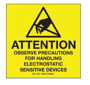 ATTENTION
OBSERVE PRECAUTIONS
FOR HANDLING
ELECTROSTATIC
SENSITIVE DEVICES